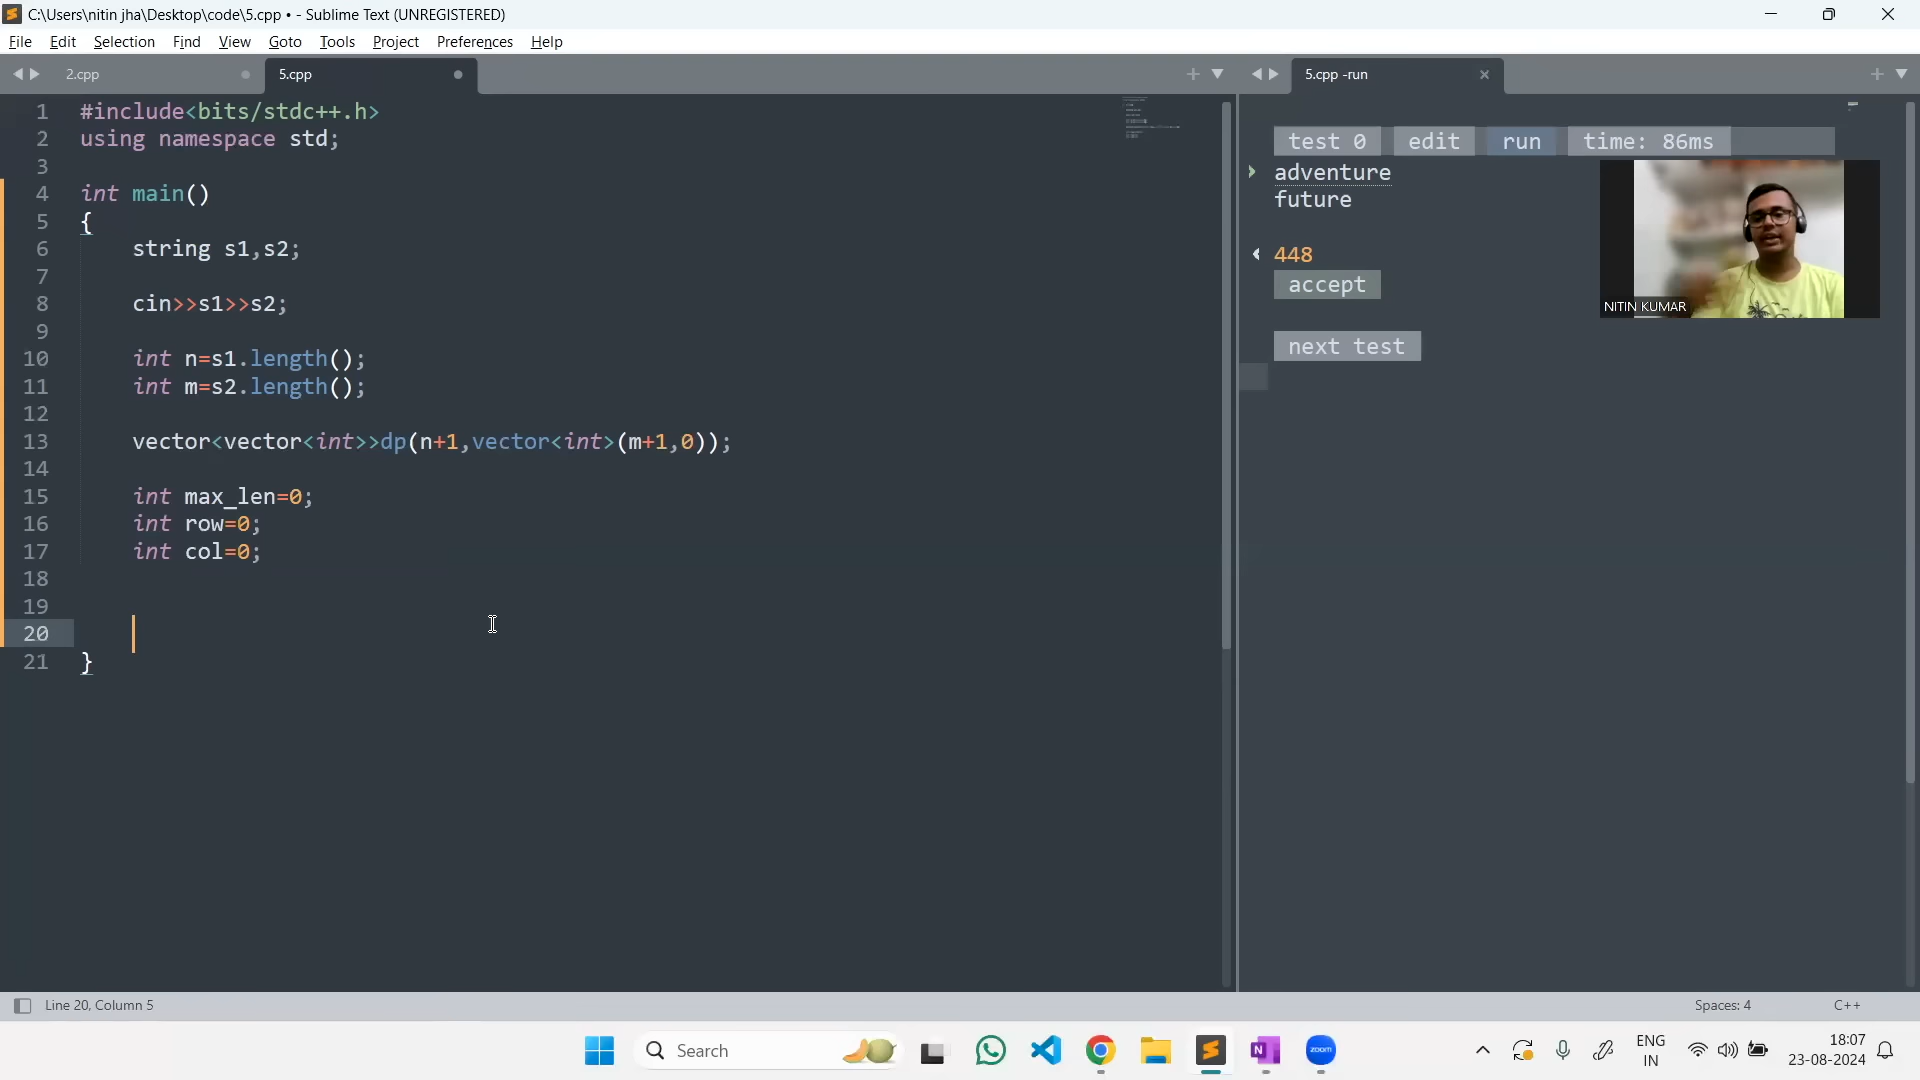 C:\Users\nitin jha\Desktop\code\5.cpp • - Sublime Text (UNREGISTERED)
File Edit Selection Find View Goto Tools Project Preferences Help
2.cpp 5.cpp 5.cpp -run
1 #include<bits/stdc++.h>
2 using namespace std;
3
4 int main()
5 {
6 string s1,s2;
7
8 cin>>s1>>s2;
9
10 int n=s1.length();
11 int m=s2.length();
12
13 vector<vector<int>>dp(n+1,vector<int>(m+1,0));
14
15 int max_len=0;
16 int row=0;
17 int col=0;
18
19
20
21 }
test 0 edit run time: 86ms
adventure
future
448
accept
next test
NITIN KUMAR
Line 20, Column 5 Spaces: 4 C++
Search
N
zoom
ENG
IN
18:07
23-08-2024